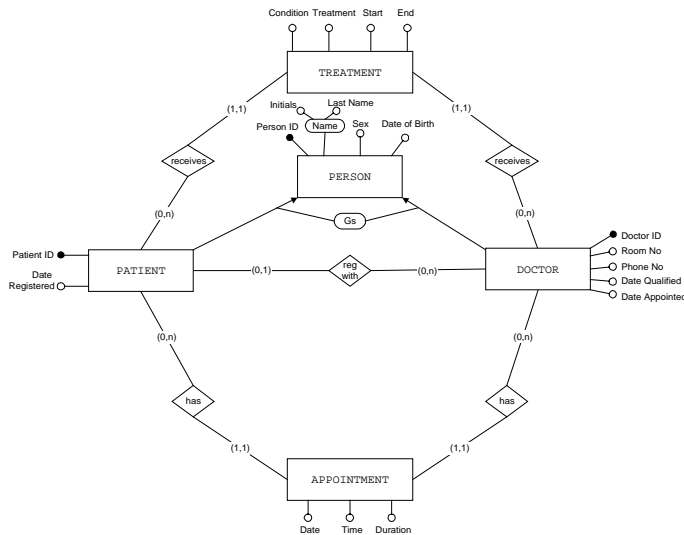 Condition Treatment Start End
TREATMENT
(1,1) (1,1)
Initials Last Name
Name
Person ID Sex Date of Birth
receives receives
PERSON
(0,n) (0,n)
Gs
Patient ID
Date
Registered
PATIENT
(0,1)
reg
with
(0,n)
DOCTOR
Doctor ID
Room No
Phone No
Date Qualified
Date Appointed
(0,n) (0,n)
has has
(1,1) (1,1)
APPOINTMENT
Date Time Duration